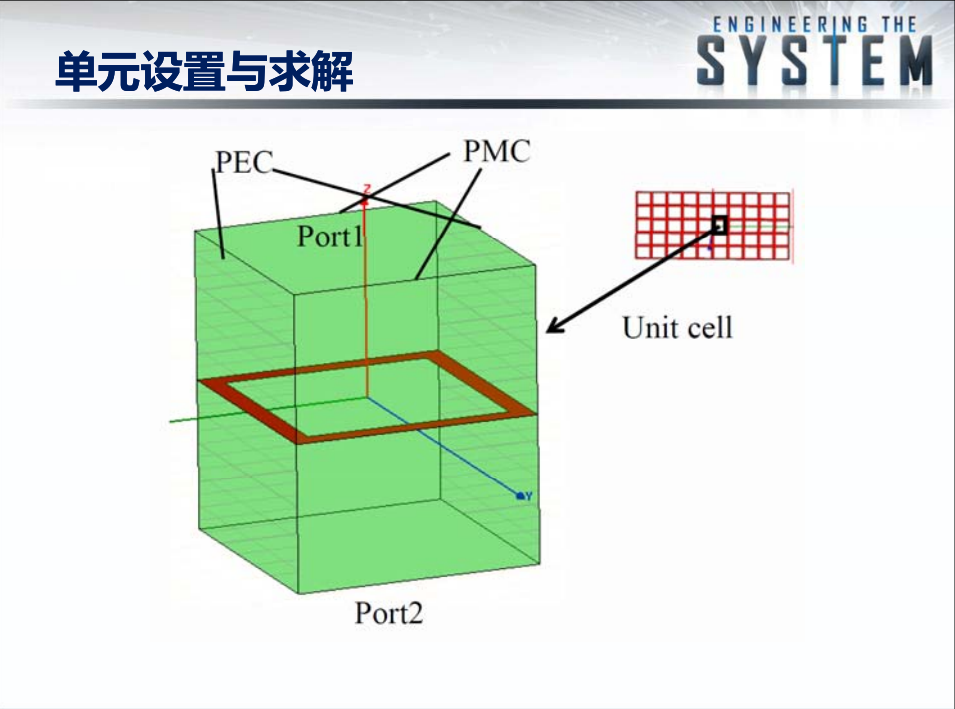 ENGINEERING THE
SYSTEM
单元设置与求解
PEC
PMC
Z
Port1
Unit cell
Y
Port2